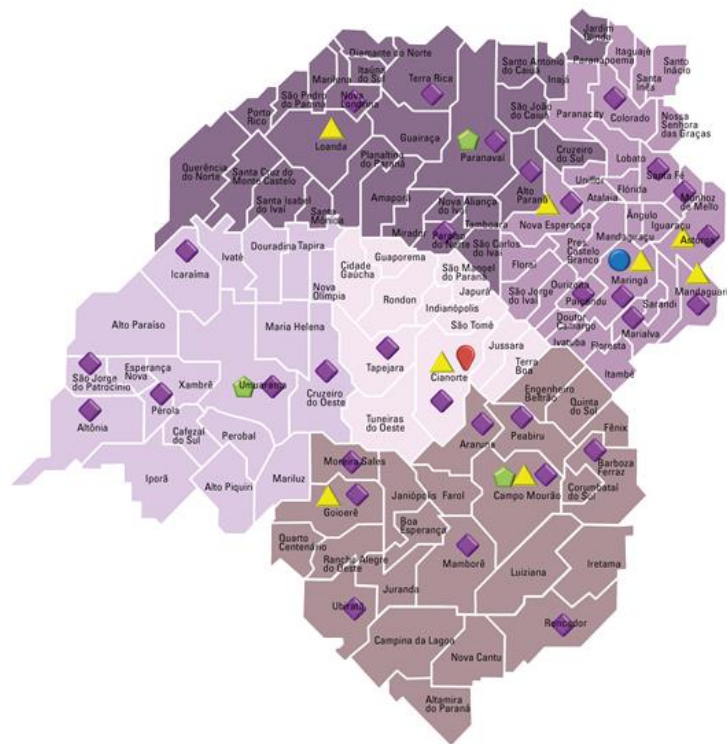 Jardim
Olinda
Diamante do Norte
Itaguajé
Santo Antonio
do Caiuá
Paranapoema
Santo
Inácio
Marilena
Itaúna
do Sul
Terra Rica
Inajá
Santa
Inês
São Pedro
do Paraná
Nova
Londrina
São João
do Caiuá
Paranacity
Colorado
Porto
Rico
Nossa
Senhora
das Graças
Loanda
Guairaça
Paranavaí
Cruzeiro
do Sul
Lobato
Planaltina
do Paraná
Santa Fé
Querência
do Norte
Santa Cruz do
Monte Castelo
Alto
Paraná
Uniflor
Flórida
Munhoz
de Mello
Amaporã
Atalaia
Santa Isabel
do Ivaí
Santa
Mônica
Nova Aliança
do Ivaí
Ângulo
Mirador
Tamboara
Nova Esperança
Iguaraçu
Paraíso
do Norte
São Carlos
do Ivaí
Mandaguaçu
Astorga
Douradina
Tapira
Guaporema
Pres.
Castelo
Branco
Icaraíma
Ivaté
Cidade
Gaúcha
São Manoel
do Paraná
Floraí
Maringá
Nova
Olímpia
Rondon
Japurá
Ourizona
Mandaguari
Indianópolis
São Jorge
do Ivaí
Paiçandu
Sarandi
Alto Paraíso
Maria Helena
São Tomé
Doutor
Camargo
Marialva
Jussara
Ivatuba
Floresta
Terra
Boa
São Jorge
do Patrocínio
Esperança
Nova
Tapejara
Cianorte
Itambé
Xambrê
Umuarama
Cruzeiro
do Oeste
Engenheiro
Beltrão
Quinta
do Sol
Pérola
Altônia
Cafezal
do Sul
Perobal
Tuneiras
do Oeste
Araruna
Peabiru
Fênix
Moreira Sales
Barboza
Ferraz
Iporã
Alto Piquiri
Mariluz
Goioerê
Janiópolis
Farol
Campo Mourão
Corumbataí
do Sul
Boa
Esperança
Quarto
Centenário
Rancho Alegre
do Oeste
Mamborê
Luiziana
Iretama
Juranda
Ubiratã
Roncador
Campina da Lagoa
Nova Cantu
Altamira
do Paraná